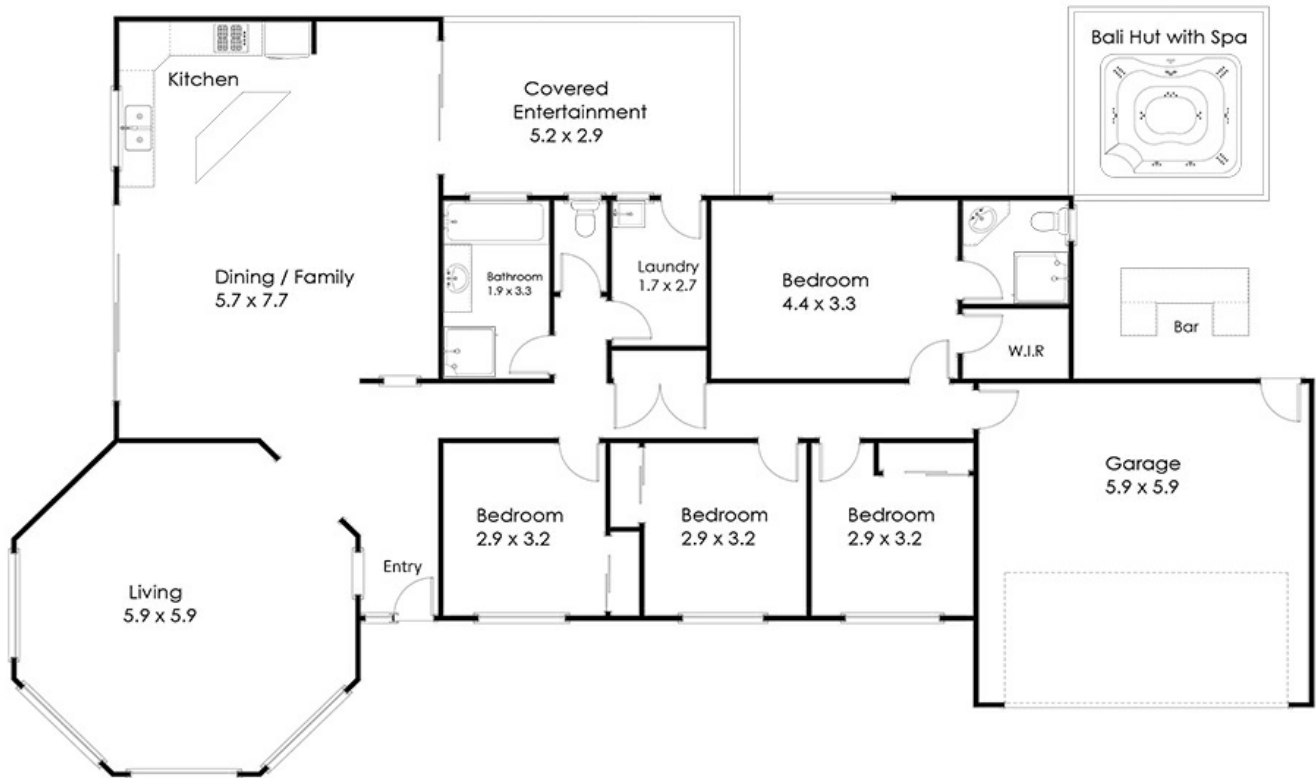 Kitchen
Covered
Entertainment
5.2 x 2.9
Bali Hut with Spa
Dining / Family
5.7 x 7.7
Bathroom
1.9 x 3.3
Laundry
1.7 x 2.7
Bedroom
4.4 x 3.3
W.I.R
Bar
Garage
5.9 x 5.9
Bedroom
2.9 x 3.2
Bedroom
2.9 x 3.2
Bedroom
2.9 x 3.2
Entry
Living
5.9 x 5.9